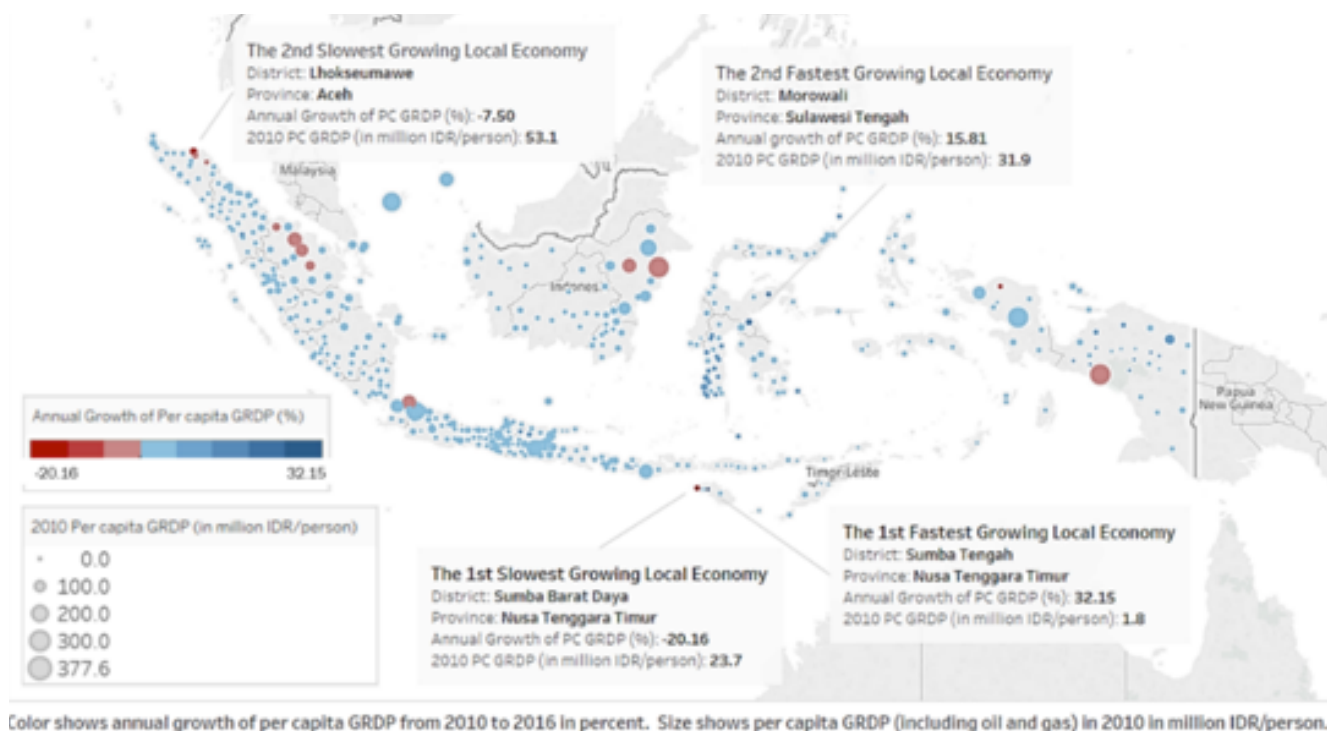 The 2nd Slowest Growing Local Economy
District: Lhokseumawe
Province: Aceh
Annual Growth of PC GRDP (%): -7.50
2010 PC GRDP (in million IDR/person): 53.1
The 2nd Fastest Growing Local Economy
District: Morowali
Province: Sulawesi Tengah
Annual growth of PC GRDP (%): 15.81
2010 PC GRDP (in million IDR/person): 31.9
Malaysia
Indones
Papua
New Guinea
Timor-Leste
Annual Growth of Per capita GRDP (%)
-20.16 32.15
2010 Per capita GRDP (in million IDR/person)
0.0
100.0
200.0
300.0
377.6
The 1st Slowest Growing Local Economy
District: Sumba Barat Daya
Province: Nusa Tenggara Timur
Annual Growth of PC GRDP (%): -20.16
2010 PC GRDP (in million IDR/person): 23.7
The 1st Fastest Growing Local Economy
District: Sumba Tengah
Province: Nusa Tenggara Timur
Annual Growth of PC GRDP (%): 32.15
2010 PC GRDP (in million IDR/person): 1.8
Color shows annual growth of per capita GRDP from 2010 to 2016 in percent. Size shows per capita GRDP (including oil and gas) in 2010 in million IDR/person.